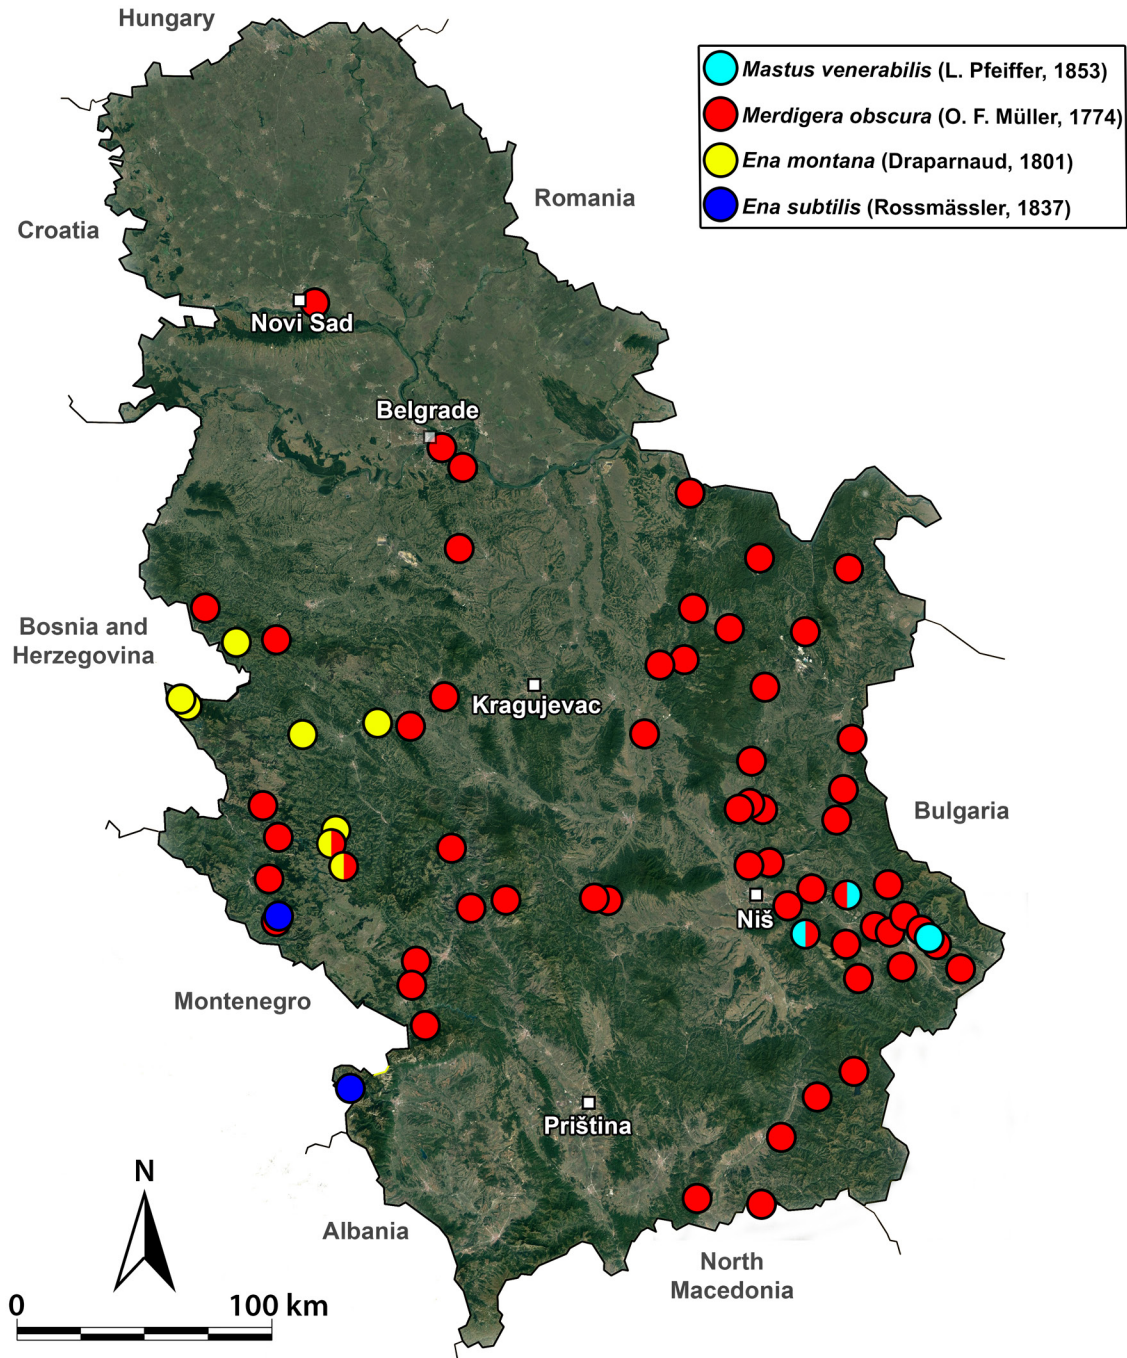 Hungary
Mastus venerabilis (L. Pfeiffer, 1853)
Merdigera obscura (O. F. Müller, 1774)
Ena montana (Draparnaud, 1801)
Ena subtilis (Rossmässler, 1837)
Romania
Croatia
Novi Sad
Belgrade
Bosnia and
Herzegovina
Kragujevac
Bulgaria
Niš
Montenegro
Priština
N
Albania
North
Macedonia
0 100 km